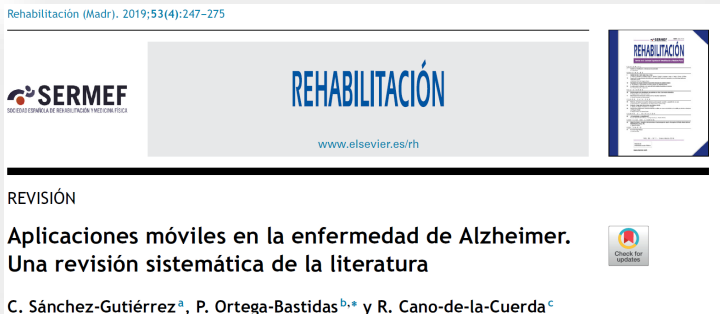 Rehabilitación (Madr). 2019;53(4):247---275
SERMEF
SOCIEDAD ESPAÑOLA DE REHABILITACIÓN Y MEDICINA FÍSICA
REHABILITACIÓN
www.elsevier.es/rh
SERMEF
REHABILITACIÓN
REVISIÓN
Aplicaciones móviles en la enfermedad de Alzheimer.
Una revisión sistemática de la literatura
Check for
updates
C. Sánchez-Gutiérrez a, P. Ortega-Bastidas b,* y R. Cano-de-la-Cuerda c